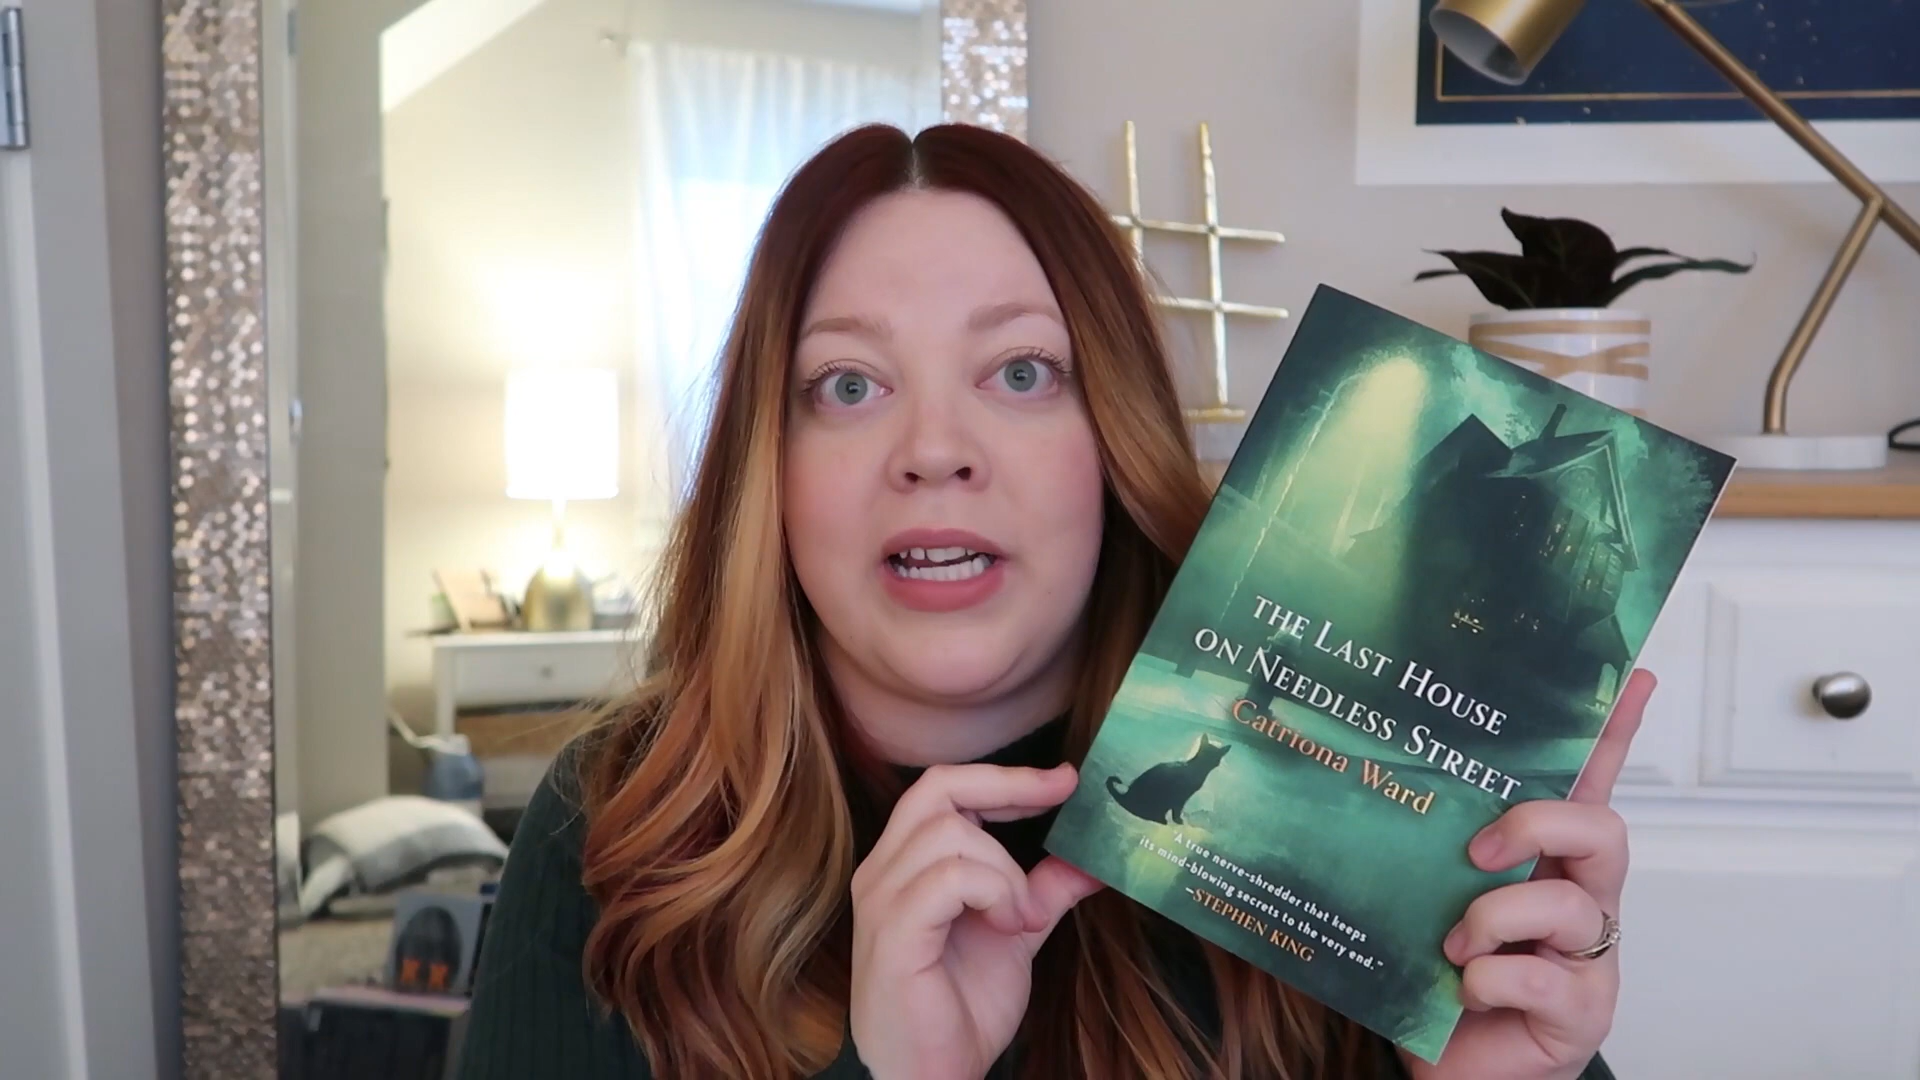 THE LAST HOUSE
ON NEEDLESS STREET
Catriona Ward
"A true nerve-shredder that keeps
its mind-blowing secrets to the very end."
—STEPHEN KING